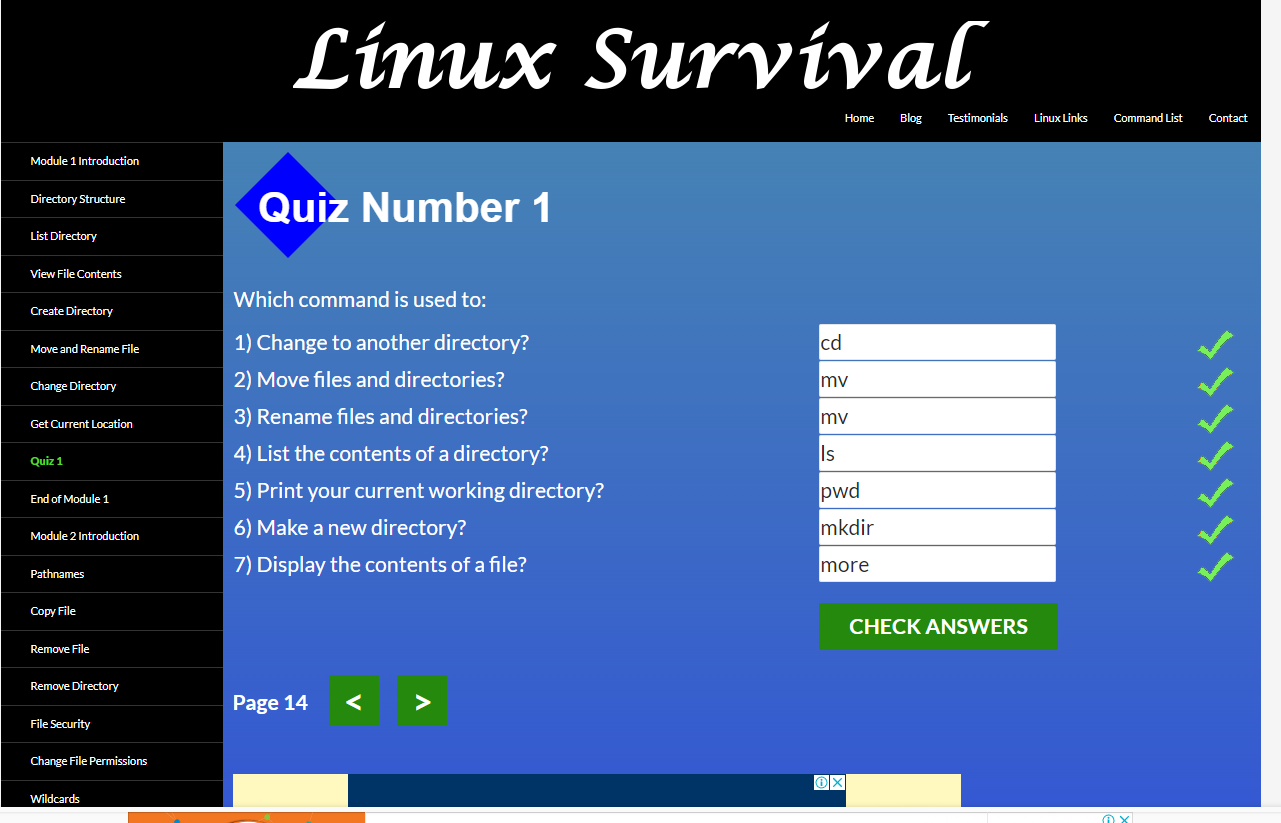 Linux Survival
Home Blog Testimonials Linux Links Command List Contact
Module 1 Introduction
Directory Structure
List Directory
View File Contents
Create Directory
Move and Rename File
Change Directory
Get Current Location
Quiz 1
End of Module 1
Module 2 Introduction
Pathnames
Copy File
Remove File
Remove Directory
File Security
Change File Permissions
Wildcards
Quiz Number 1
Which command is used to:
1) Change to another directory? cd
2) Move files and directories? mv
3) Rename files and directories? mv
4) List the contents of a directory? ls
5) Print your current working directory? pwd
6) Make a new directory? mkdir
7) Display the contents of a file? more
CHECK ANSWERS
Page 14 < >